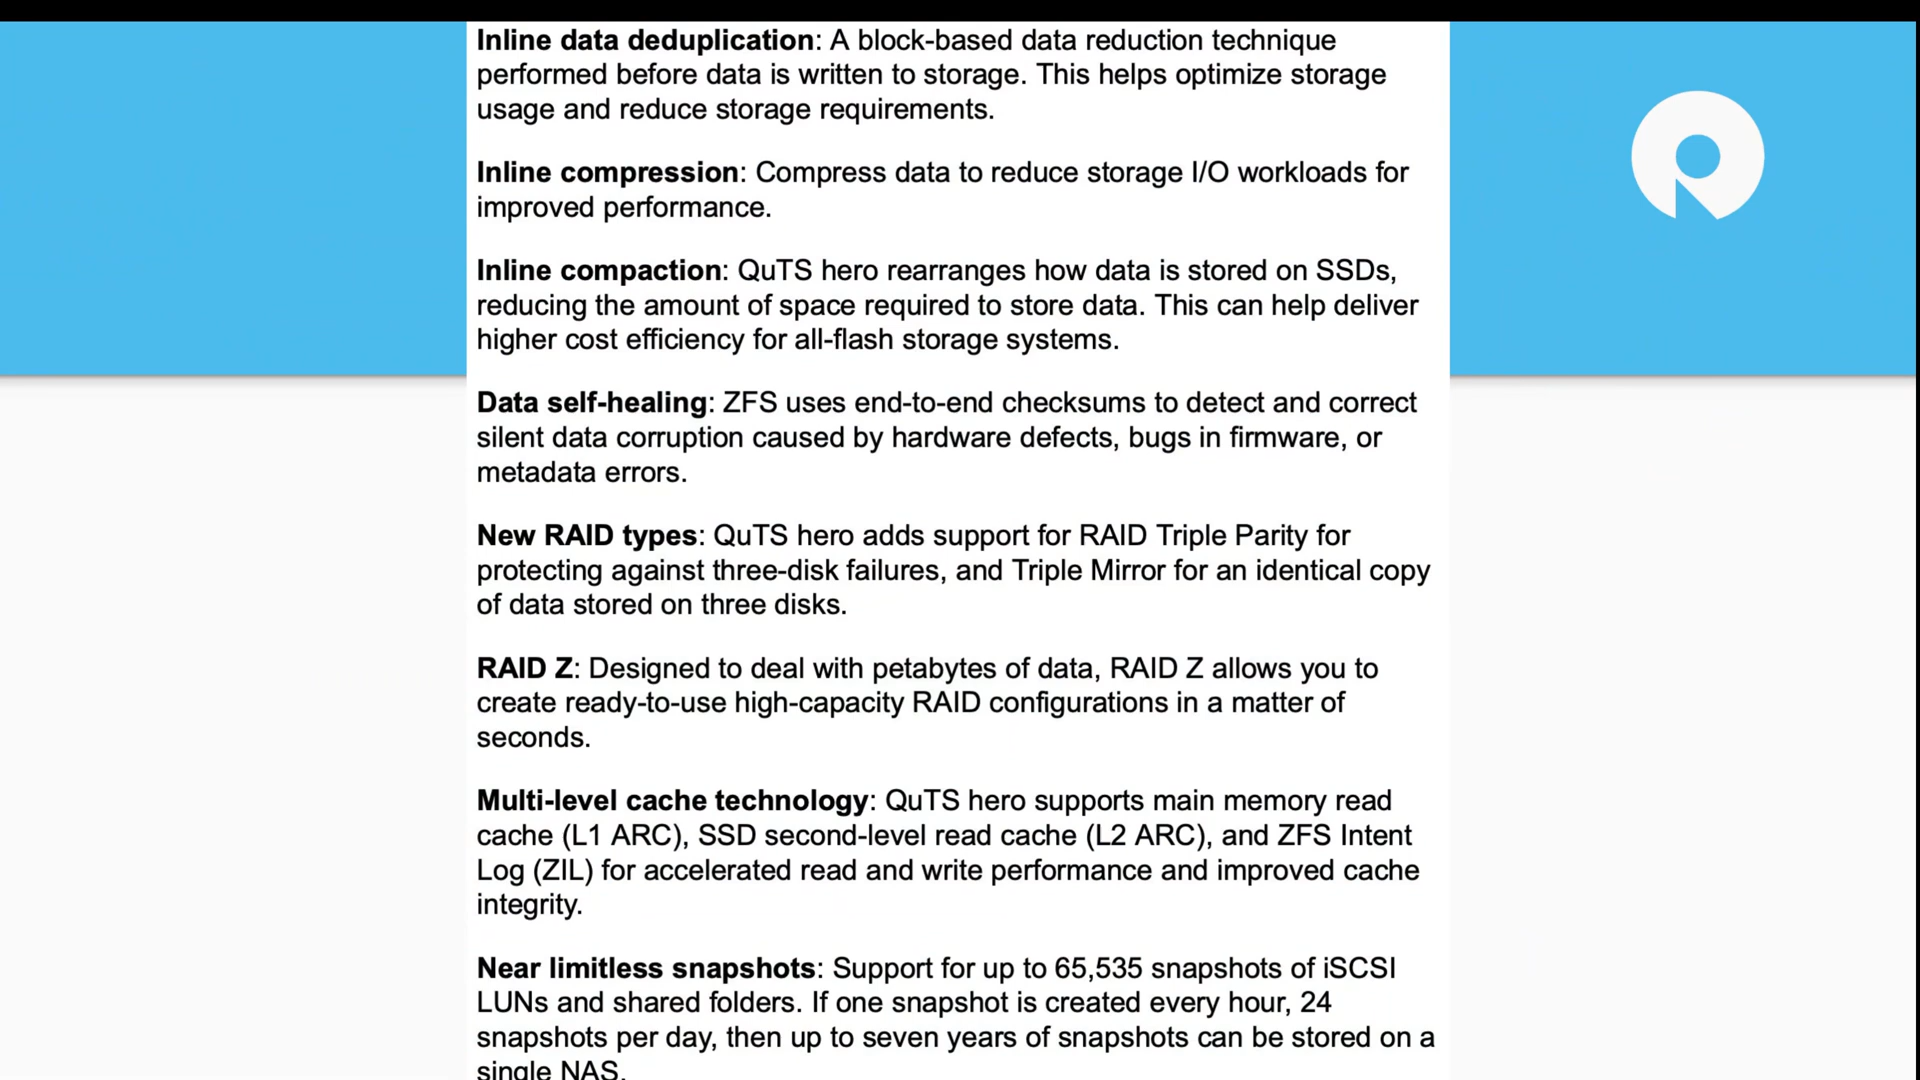 Inline data deduplication: A block-based data reduction technique
performed before data is written to storage. This helps optimize storage
usage and reduce storage requirements.
Inline compression: Compress data to reduce storage I/O workloads for
improved performance.
Inline compaction: QuTS hero rearranges how data is stored on SSDs,
reducing the amount of space required to store data. This can help deliver
higher cost efficiency for all-flash storage systems.
Data self-healing: ZFS uses end-to-end checksums to detect and correct
silent data corruption caused by hardware defects, bugs in firmware, or
metadata errors.
New RAID types: QuTS hero adds support for RAID Triple Parity for
protecting against three-disk failures, and Triple Mirror for an identical copy
of data stored on three disks.
RAID Z: Designed to deal with petabytes of data, RAID Z allows you to
create ready-to-use high-capacity RAID configurations in a matter of
seconds.
Multi-level cache technology: QuTS hero supports main memory read
cache (L1 ARC), SSD second-level read cache (L2 ARC), and ZFS Intent
Log (ZIL) for accelerated read and write performance and improved cache
integrity.
Near limitless snapshots: Support for up to 65,535 snapshots of iSCSI
LUNs and shared folders. If one snapshot is created every hour, 24
snapshots per day, then up to seven years of snapshots can be stored on a
single NAS.